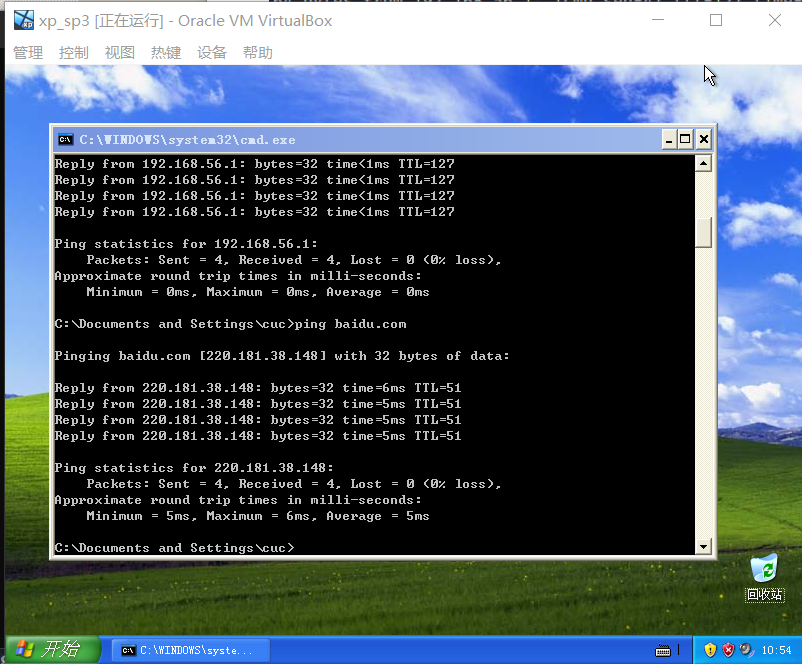 xp_sp3 [正在运行] - Oracle VM VirtualBox
管理 控制 视图 热键 设备 帮助
C:\WINDOWS\system32\cmd.exe
Reply from 192.168.56.1: bytes=32 time<1ms TTL=127
Reply from 192.168.56.1: bytes=32 time<1ms TTL=127
Reply from 192.168.56.1: bytes=32 time<1ms TTL=127
Reply from 192.168.56.1: bytes=32 time<1ms TTL=127
Ping statistics for 192.168.56.1:
Packets: Sent = 4, Received = 4, Lost = 0 (0% loss),
Approximate round trip times in milli-seconds:
Minimum = 0ms, Maximum = 0ms, Average = 0ms
C:\Documents and Settings\cuc>ping baidu.com
Pinging baidu.com [220.181.38.148] with 32 bytes of data:
Reply from 220.181.38.148: bytes=32 time=6ms TTL=51
Reply from 220.181.38.148: bytes=32 time=5ms TTL=51
Reply from 220.181.38.148: bytes=32 time=5ms TTL=51
Reply from 220.181.38.148: bytes=32 time=5ms TTL=51
Ping statistics for 220.181.38.148:
Packets: Sent = 4, Received = 4, Lost = 0 (0% loss),
Approximate round trip times in milli-seconds:
Minimum = 5ms, Maximum = 6ms, Average = 5ms
C:\Documents and Settings\cuc>
回收站
开始 C:\WINDOWS\syste... 10:54